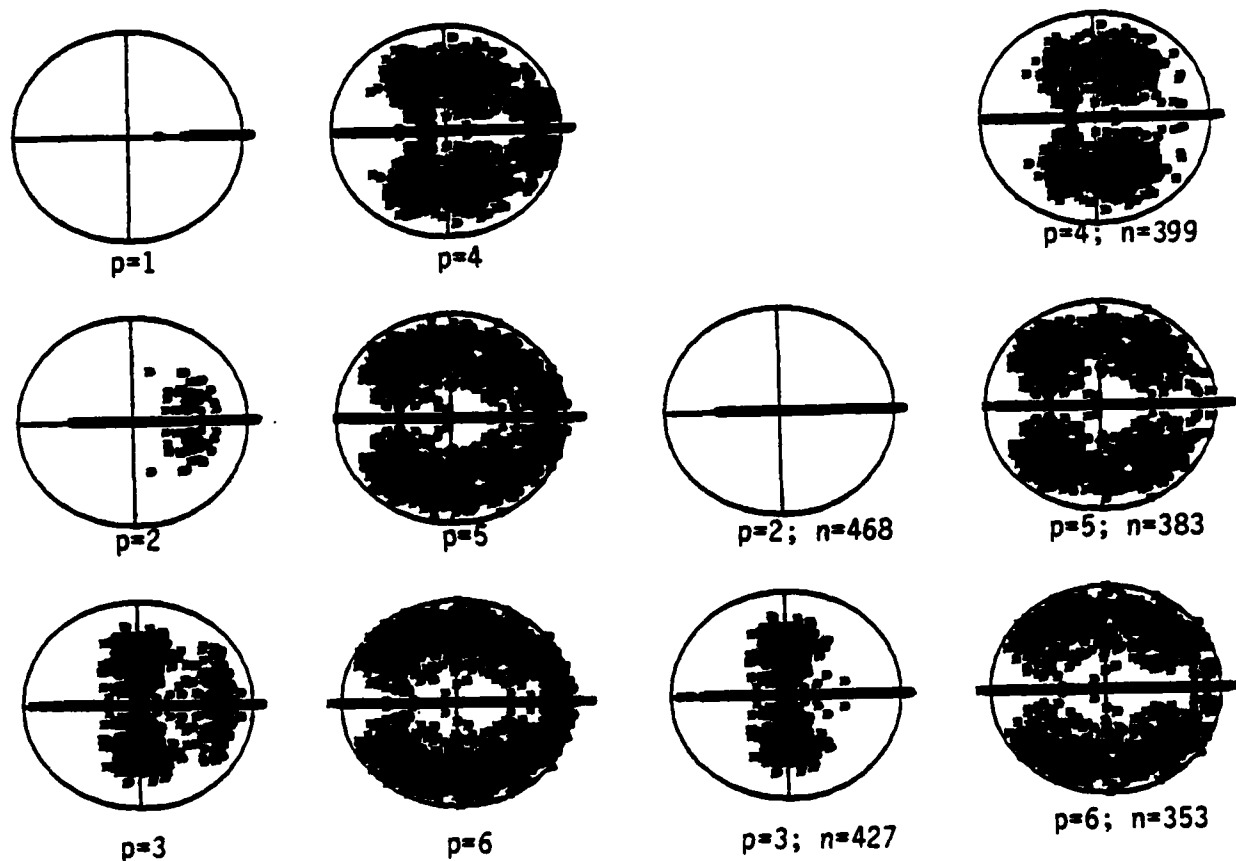 p=1
p=4
p=4; n=399
p=2
p=5
p=2; n=468
p=5; n=383
p=3
p=6
p=3; n=427
p=6; n=353